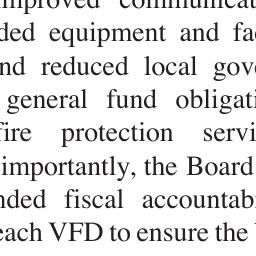 improved communicat
ded equipment and fac
nd reduced local gov
general fund obligati
fire protection servi
importantly, the Board
nded fiscal accountab
each VFD to ensure the